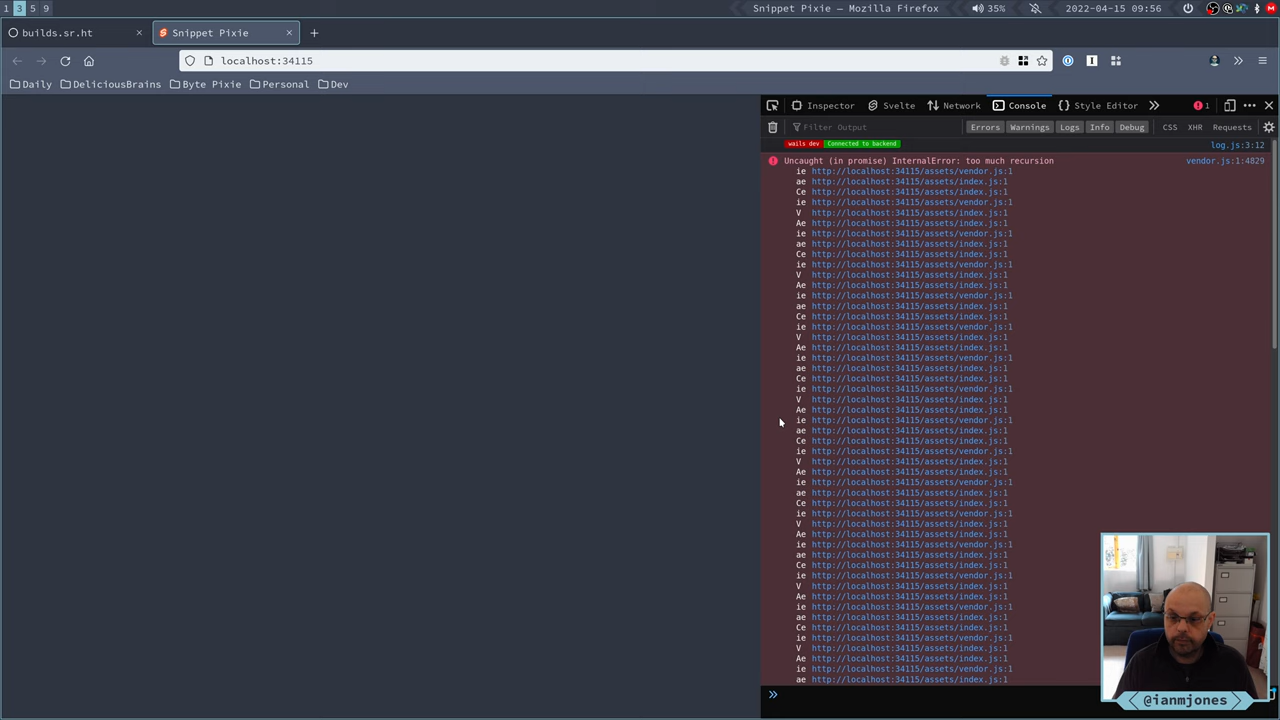 1 3 5 9
Snippet Pixie — Mozilla Firefox
35%
2022-04-15 09:56
builds.sr.ht ×
Snippet Pixie × +
localhost:34115
Daily DeliciousBrains Byte Pixie Personal Dev
Inspector Svelte Network Console Style Editor 1
Filter Output Errors Warnings Logs Info Debug CSS XHR Requests
wails dev Connected to backend log.js:3:12
Uncaught (in promise) InternalError: too much recursion vendor.js:1:4829
ie http://localhost:34115/assets/vendor.js:1
ae http://localhost:34115/assets/index.js:1
Ce http://localhost:34115/assets/index.js:1
ie http://localhost:34115/assets/vendor.js:1
V http://localhost:34115/assets/index.js:1
Ae http://localhost:34115/assets/index.js:1
ie http://localhost:34115/assets/vendor.js:1
ae http://localhost:34115/assets/index.js:1
Ce http://localhost:34115/assets/index.js:1
ie http://localhost:34115/assets/vendor.js:1
V http://localhost:34115/assets/index.js:1
Ae http://localhost:34115/assets/index.js:1
ie http://localhost:34115/assets/vendor.js:1
ae http://localhost:34115/assets/index.js:1
Ce http://localhost:34115/assets/index.js:1
ie http://localhost:34115/assets/vendor.js:1
V http://localhost:34115/assets/index.js:1
Ae http://localhost:34115/assets/index.js:1
ie http://localhost:34115/assets/vendor.js:1
ae http://localhost:34115/assets/index.js:1
Ce http://localhost:34115/assets/index.js:1
ie http://localhost:34115/assets/vendor.js:1
V http://localhost:34115/assets/index.js:1
Ae http://localhost:34115/assets/index.js:1
ie http://localhost:34115/assets/vendor.js:1
ae http://localhost:34115/assets/index.js:1
Ce http://localhost:34115/assets/index.js:1
ie http://localhost:34115/assets/vendor.js:1
V http://localhost:34115/assets/index.js:1
Ae http://localhost:34115/assets/index.js:1
ie http://localhost:34115/assets/vendor.js:1
ae http://localhost:34115/assets/index.js:1
Ce http://localhost:34115/assets/index.js:1
ie http://localhost:34115/assets/vendor.js:1
V http://localhost:34115/assets/index.js:1
Ae http://localhost:34115/assets/index.js:1
ie http://localhost:34115/assets/vendor.js:1
ae http://localhost:34115/assets/index.js:1
Ce http://localhost:34115/assets/index.js:1
ie http://localhost:34115/assets/vendor.js:1
V http://localhost:34115/assets/index.js:1
Ae http://localhost:34115/assets/index.js:1
ie http://localhost:34115/assets/vendor.js:1
ae http://localhost:34115/assets/index.js:1
Ce http://localhost:34115/assets/index.js:1
ie http://localhost:34115/assets/vendor.js:1
V http://localhost:34115/assets/index.js:1
Ae http://localhost:34115/assets/index.js:1
ie http://localhost:34115/assets/vendor.js:1
ae http://localhost:34115/assets/index.js:1
@ianmjones